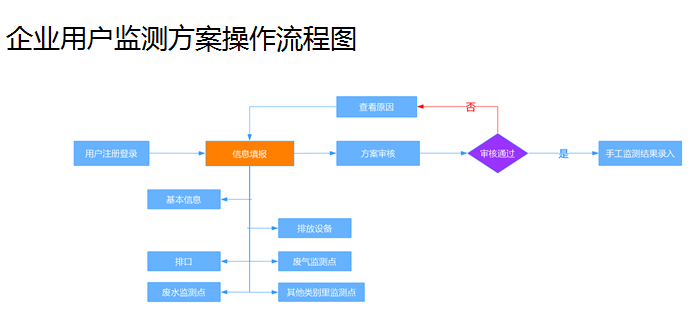 企业用户监测方案操作流程图
查看原因
否
用户注册登录
信息填报
方案审核
审核通过
是
手工监测结果录入
基本信息
排放设备
排口
废气监测点
废水监测点
其他类别里监测点